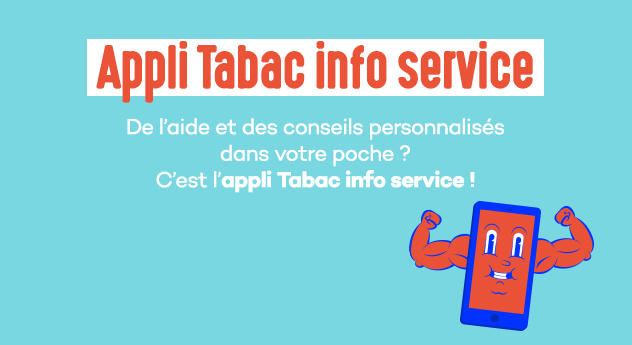 Appli Tabac info service
De l'aide et des conseils personnalisés
dans votre poche ?
C'est l'appli Tabac info service !